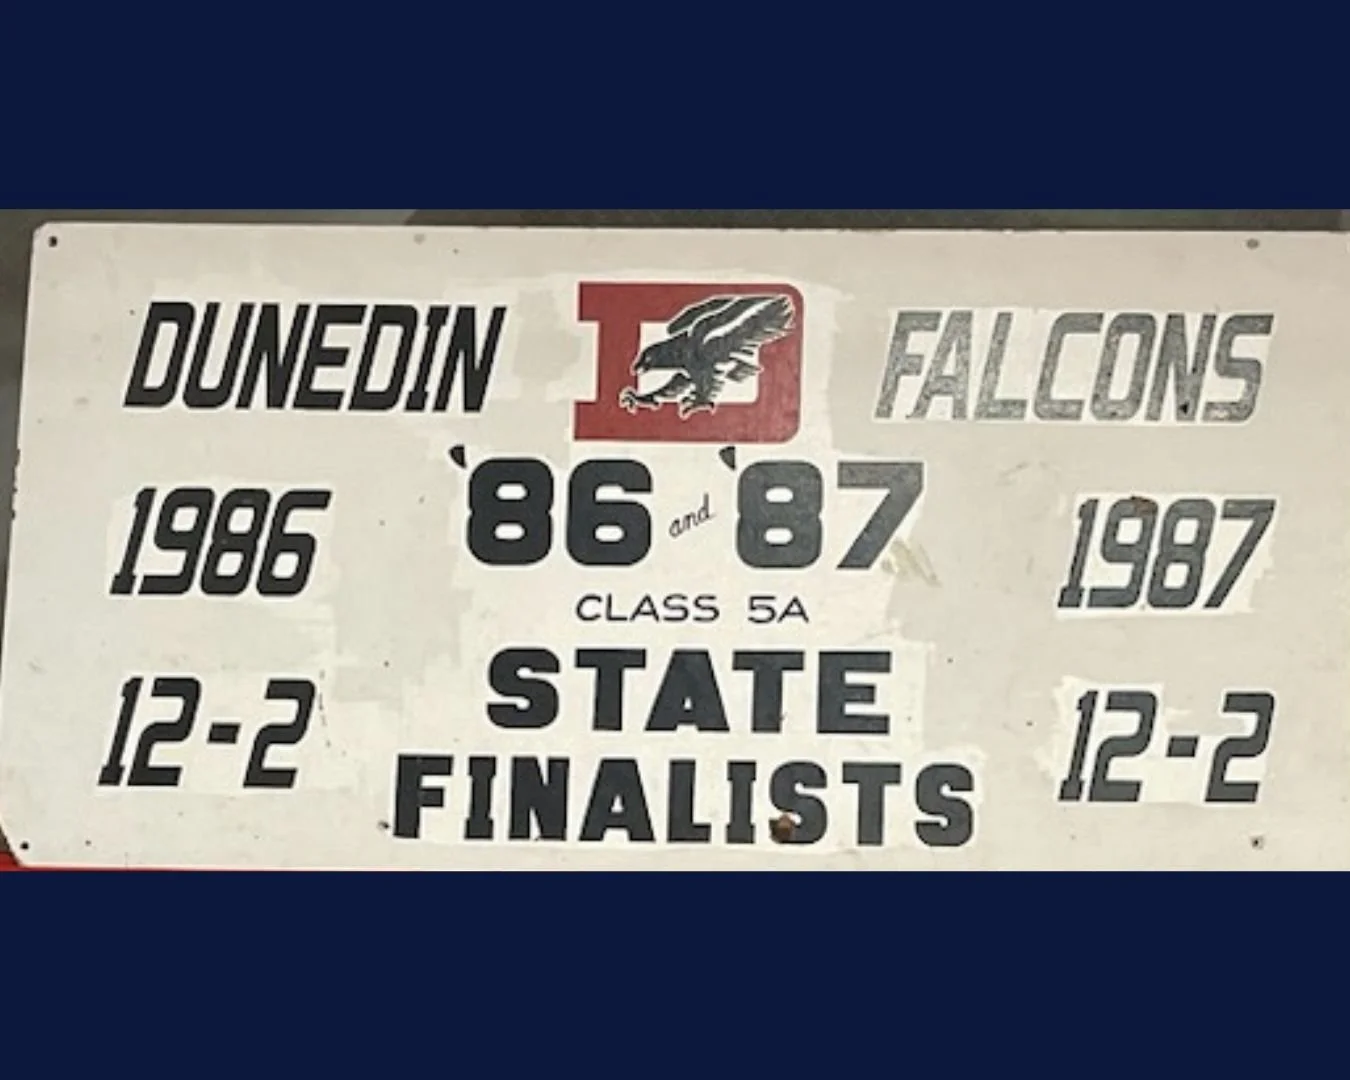 DUNEDIN D FALCONS
'86 and '87
1986 1987
CLASS 5A
STATE
12-2 12-2
FINALISTS